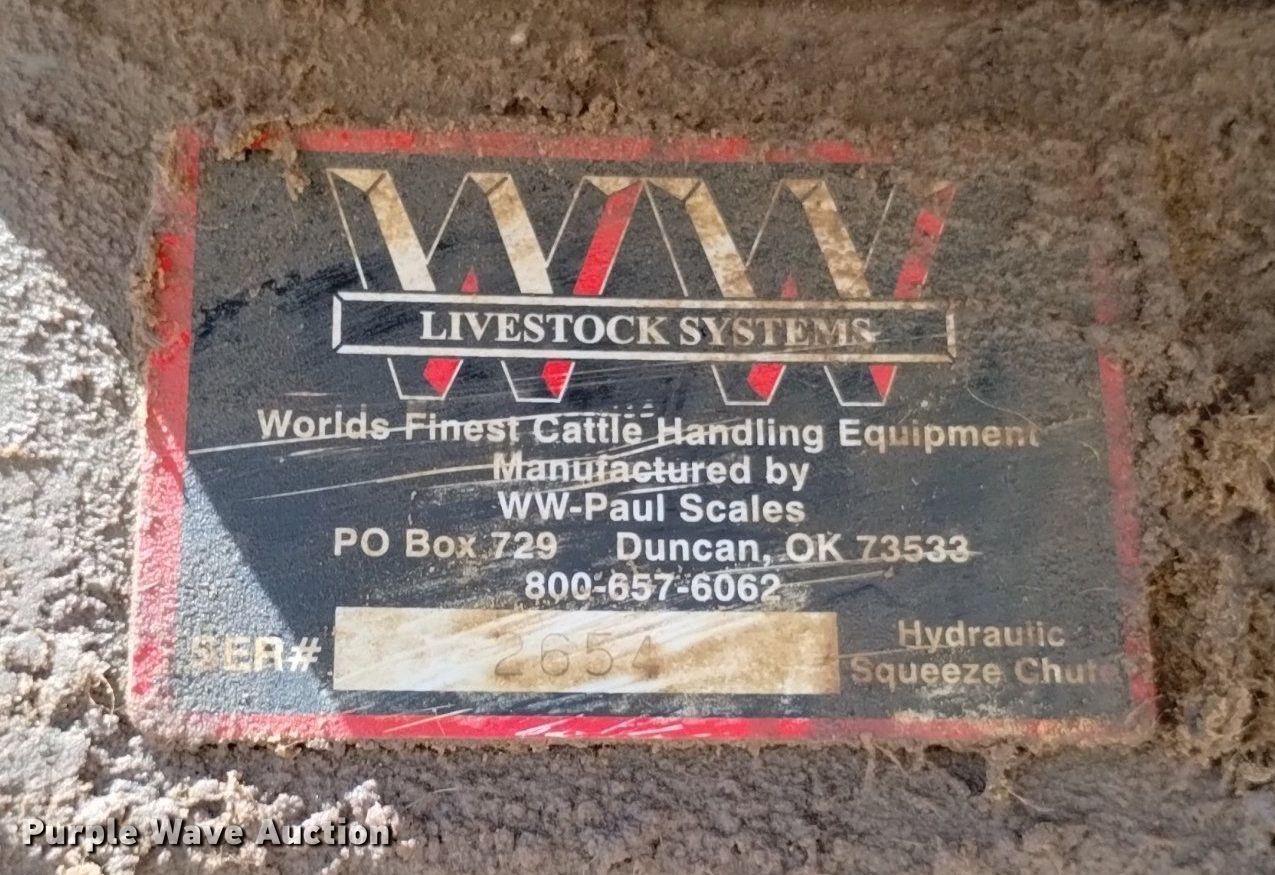 WW
LIVESTOCK SYSTEMS
Worlds Finest Cattle Handling Equipment
Manufactured by
WW-Paul Scales
PO Box 729 Duncan, OK 73533
800-657-6062
SER# 2654
Hydraulic
Squeeze Chute
Purple Wave Auction